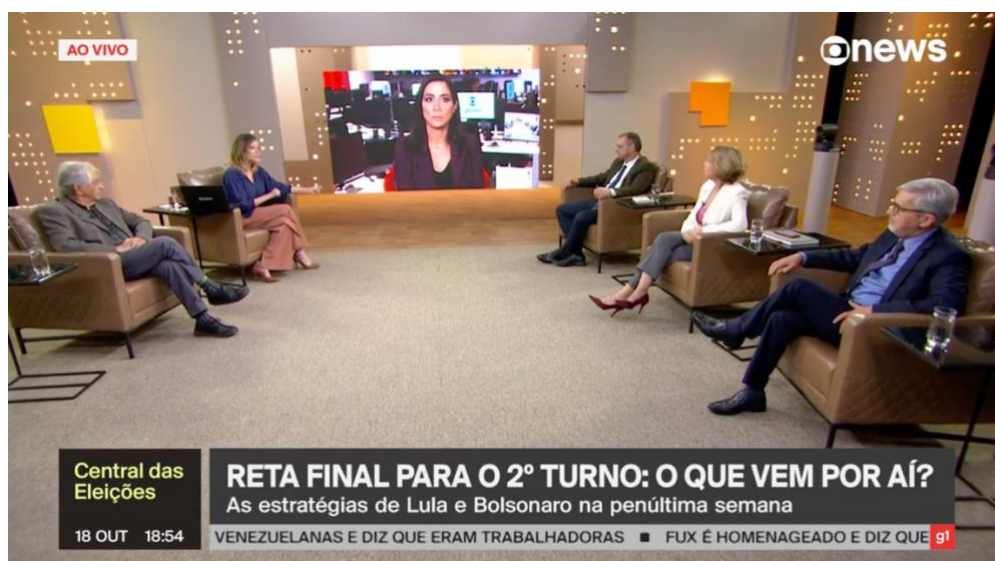 AO VIVO
news
Central das
Eleições
RETA FINAL PARA O 2º TURNO: O QUE VEM POR AÍ?
As estratégias de Lula e Bolsonaro na penúltima semana
18 OUT 18:54
VENEZUELANAS E DIZ QUE ERAM TRABALHADORAS ■ FUX É HOMENAGEADO E DIZ QUE g1